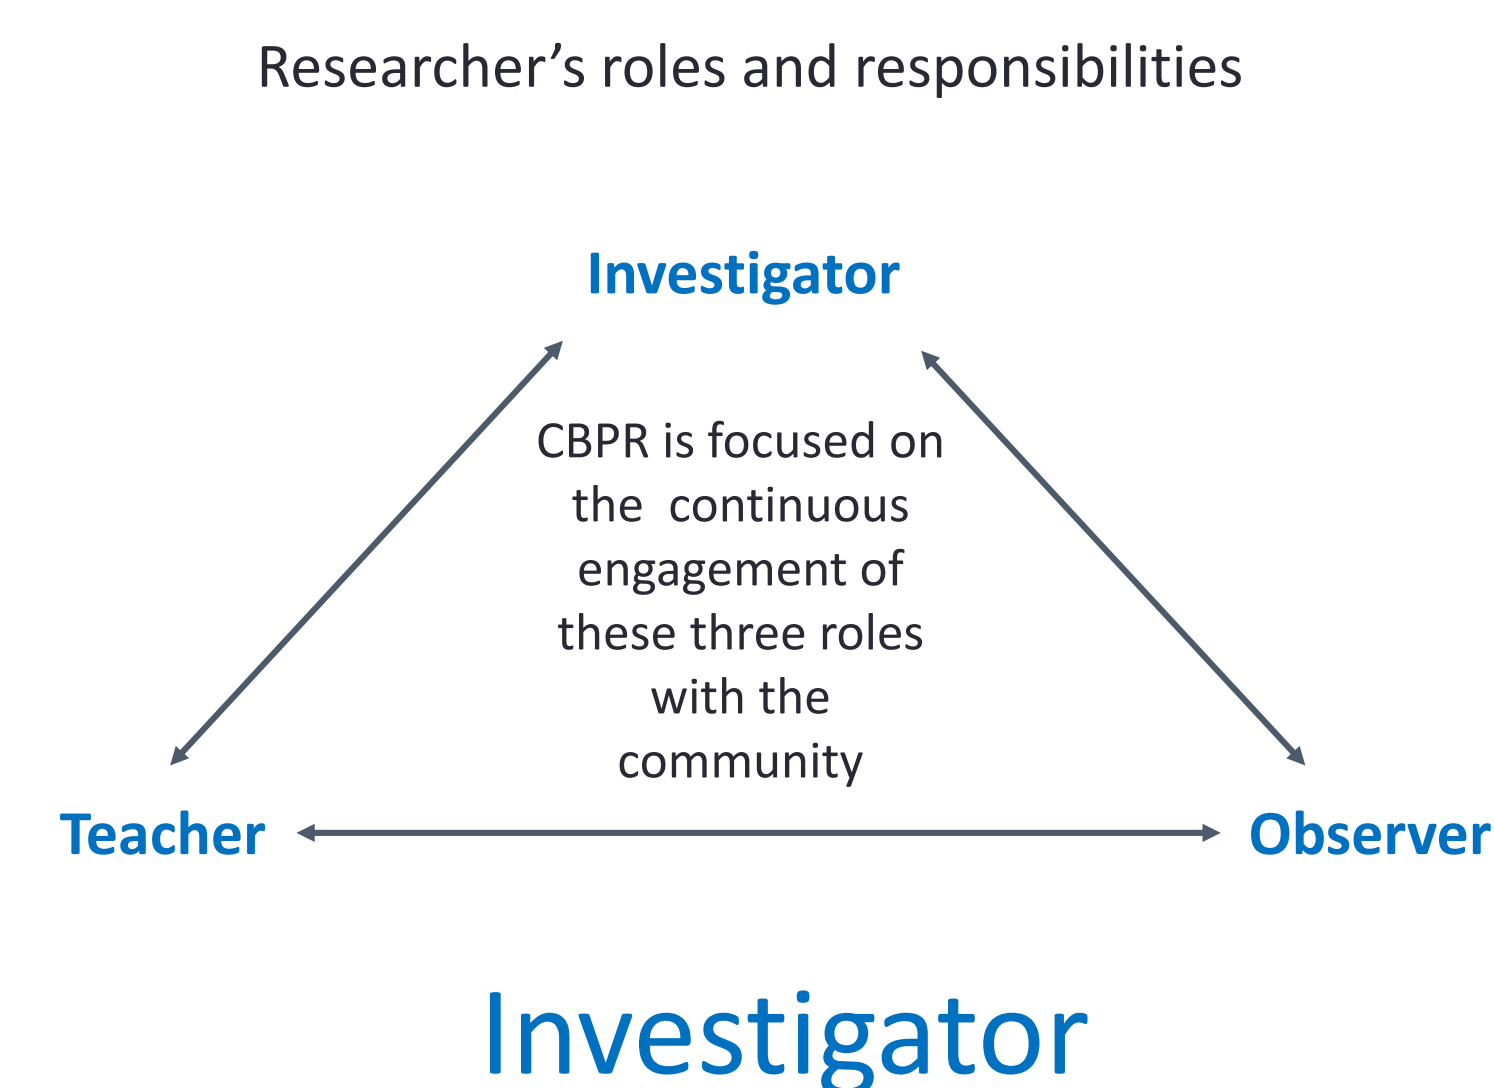 Researcher’s roles and responsibilities
Investigator
CBPR is focused on
the  continuous
engagement of
these three roles
with the
community
Teacher
Observer
Investigator